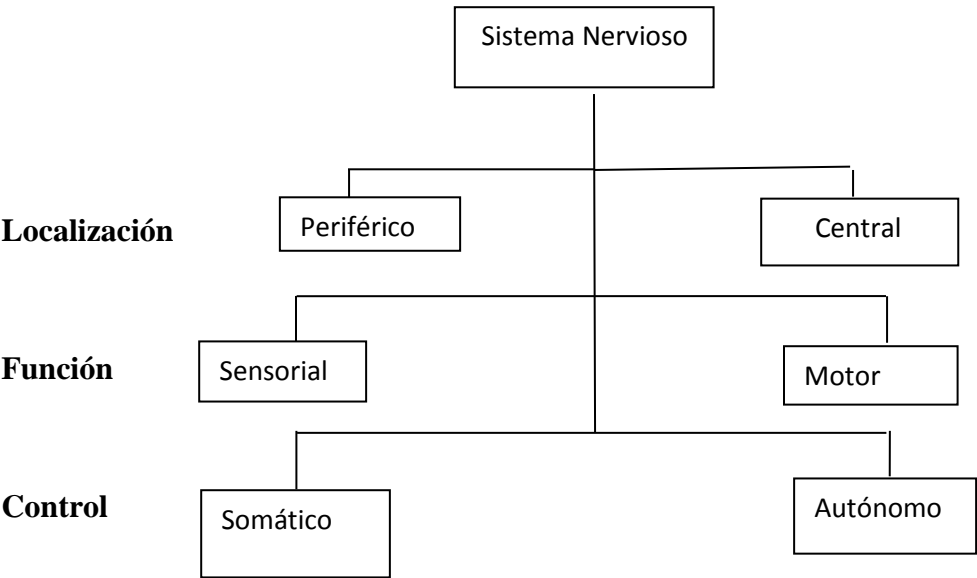 Sistema Nervioso
Localización
Periférico
Central
Función
Sensorial
Motor
Control
Somático
Autónomo